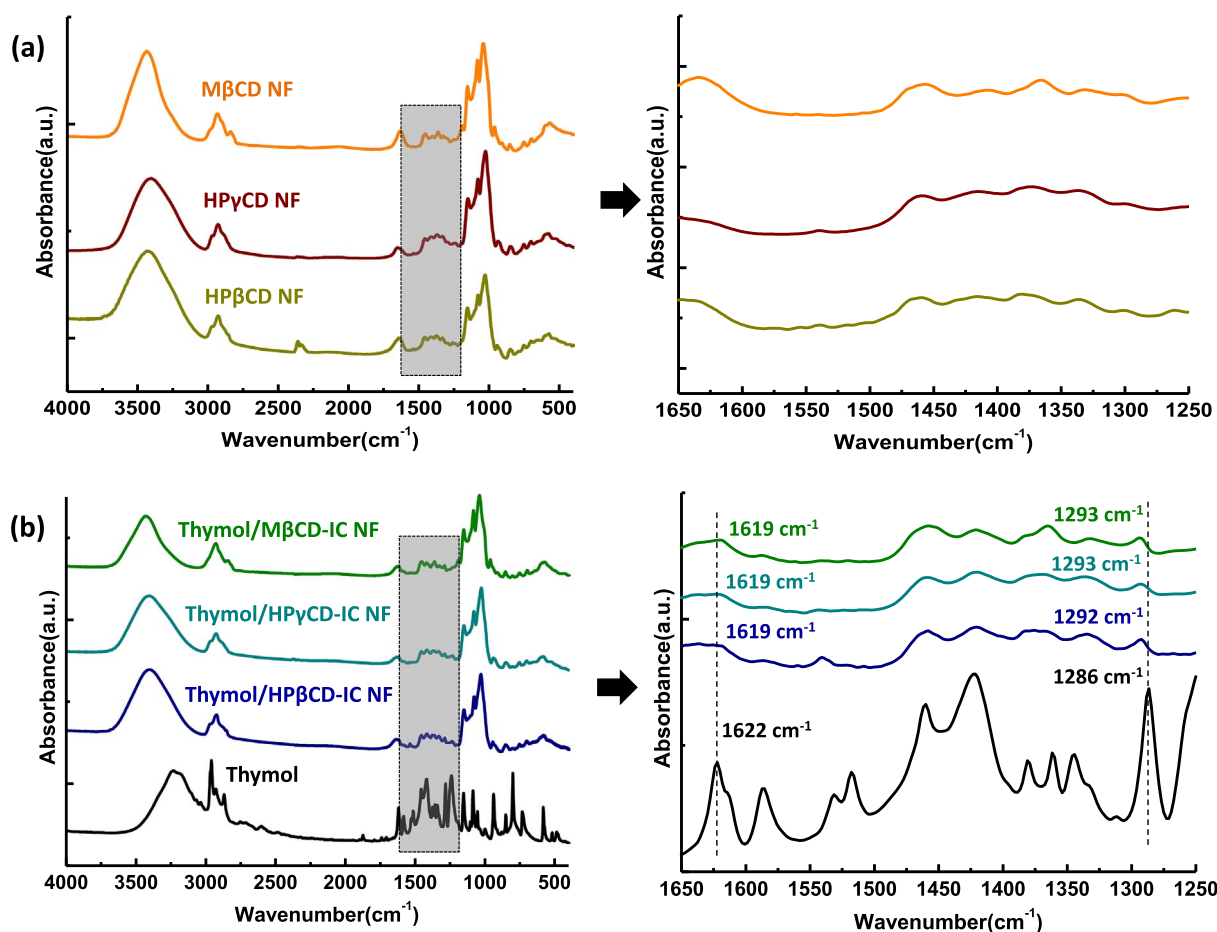 (a)
Absorbance(a.u.)
MβCD NF
HPγCD NF
HPβCD NF
4000 3500 3000 2500 2000 1500 1000 500
Wavenumber(cm⁻¹)
Absorbance(a.u.)
1650 1600 1550 1500 1450 1400 1350 1300 1250
Wavenumber(cm⁻¹)
(b)
Absorbance(a.u.)
Thymol/MβCD-IC NF
Thymol/HPγCD-IC NF
Thymol/HPβCD-IC NF
Thymol
4000 3500 3000 2500 2000 1500 1000 500
Wavenumber(cm⁻¹)
Absorbance(a.u.)
1619 cm⁻¹ 1293 cm⁻¹
1619 cm⁻¹ 1293 cm⁻¹
1619 cm⁻¹ 1292 cm⁻¹
1286 cm⁻¹
1622 cm⁻¹
1650 1600 1550 1500 1450 1400 1350 1300 1250
Wavenumber(cm⁻¹)